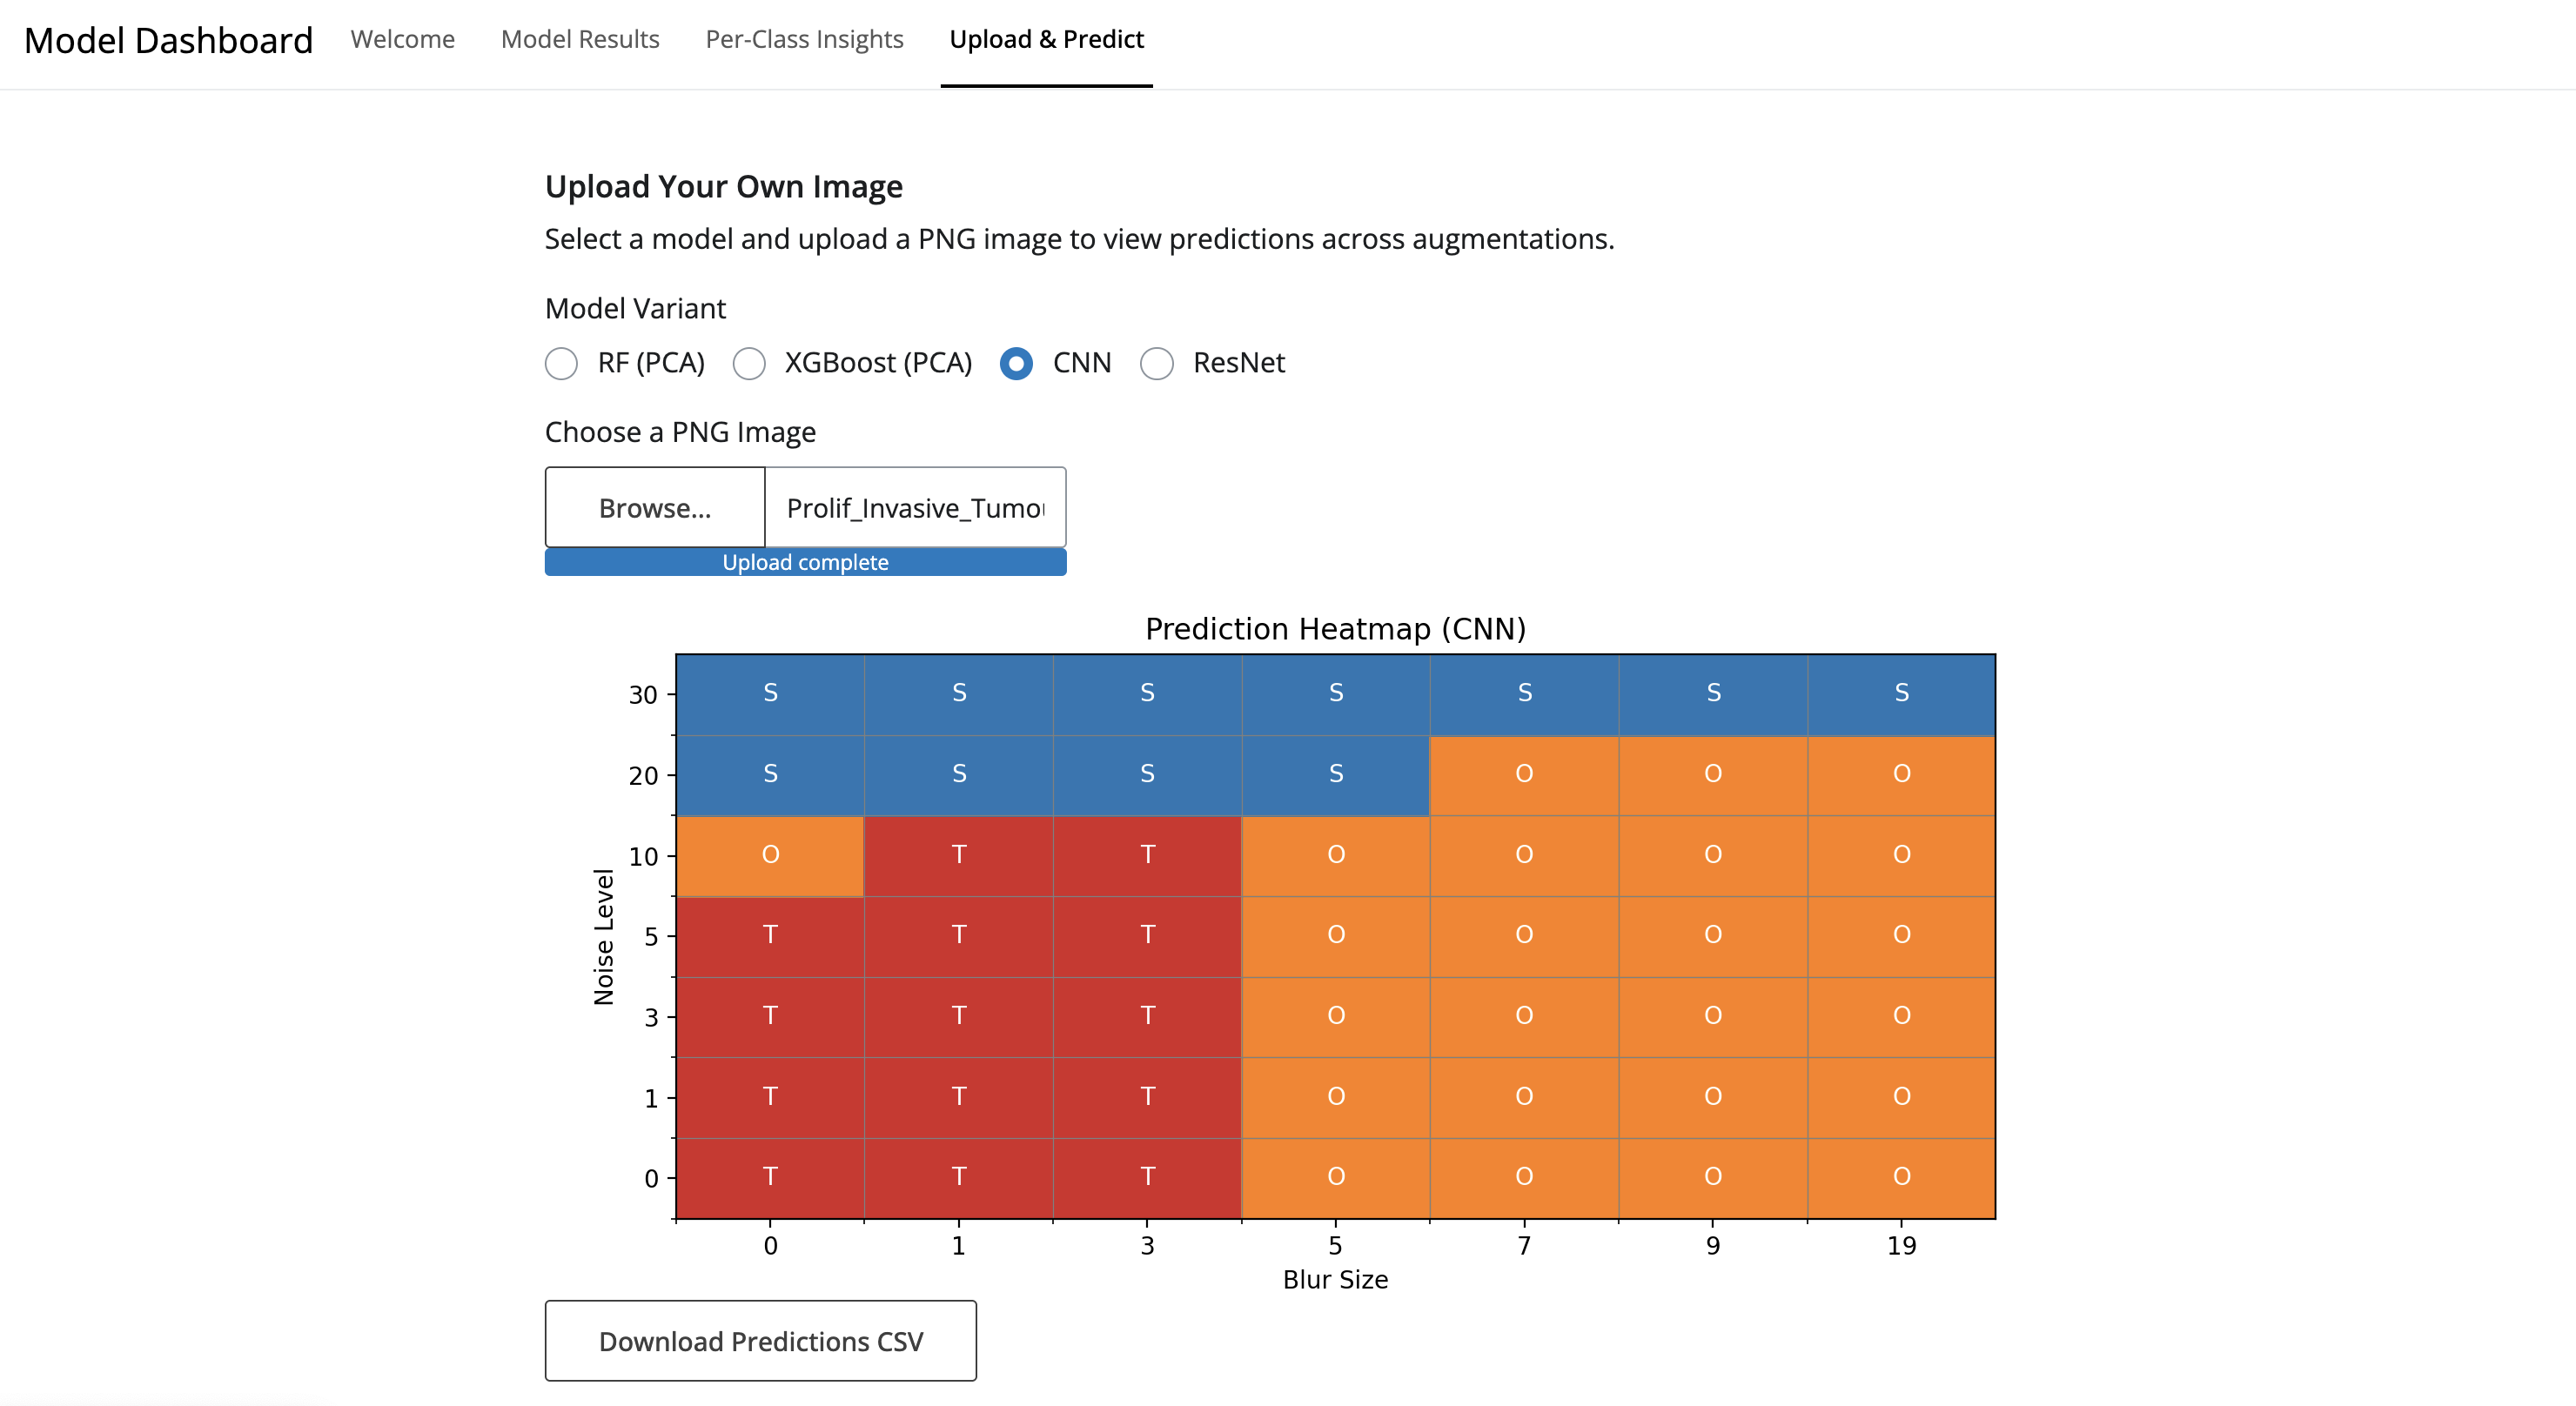 Model Dashboard Welcome Model Results Per-Class Insights Upload & Predict
Upload Your Own Image
Select a model and upload a PNG image to view predictions across augmentations.
Model Variant
RF (PCA) XGBoost (PCA) CNN ResNet
Choose a PNG Image
Browse... Prolif_Invasive_Tumo
Upload complete
Prediction Heatmap (CNN)
30 S S S S S S S
20 S S S S O O O
10 O T T O O O O
Noise Level
5 T T T O O O O
3 T T T O O O O
1 T T T O O O O
0 T T T O O O O
0 1 3 5 7 9 19
Blur Size
Download Predictions CSV